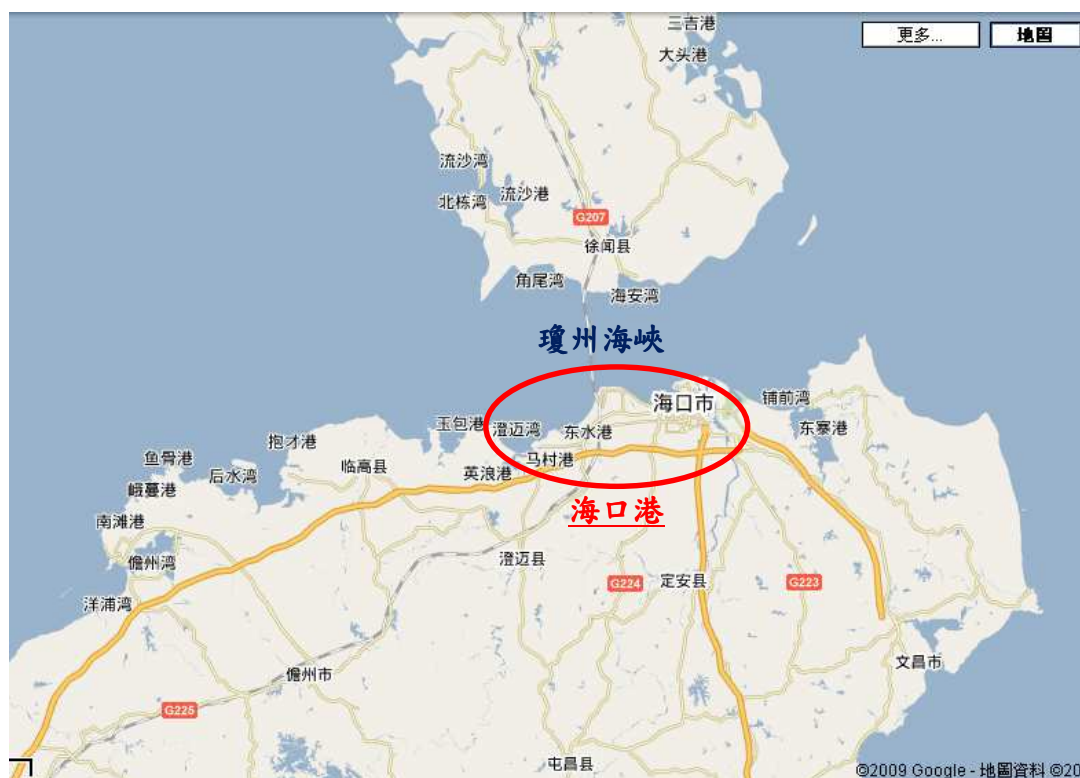 三吉港
更多...
地圖
大头港
流沙湾
流沙港
北栋湾
G207
徐闻县
角尾湾
海安湾
瓊州海峽
海口市
铺前湾
玉包港
澄迈湾
东水港
东寨港
抱才港
鱼骨港
后水湾
临高县
英浪港
马村港
峨蔓港
南滩港
海口港
儋州湾
澄迈县
G224
定安县
G223
洋浦湾
文昌市
儋州市
G225
屯昌县
©2009 Google - 地圖資料 ©20